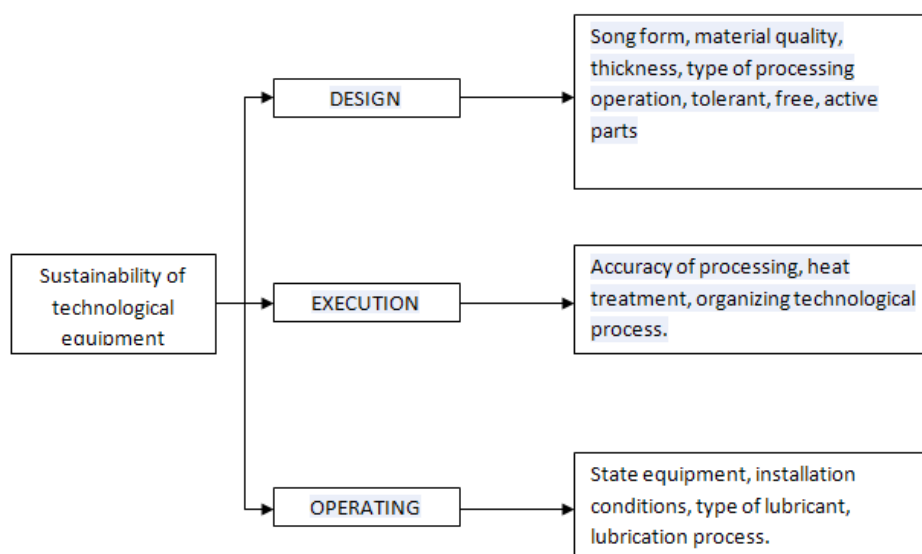 Song form, material quality,
thickness, type of processing
operation, tolerant, free, active
parts
DESIGN
Sustainability of
technological
equipment
EXECUTION
Accuracy of processing, heat
treatment, organizing technological
process.
OPERATING
State equipment, installation
conditions, type of lubricant,
lubrication process.